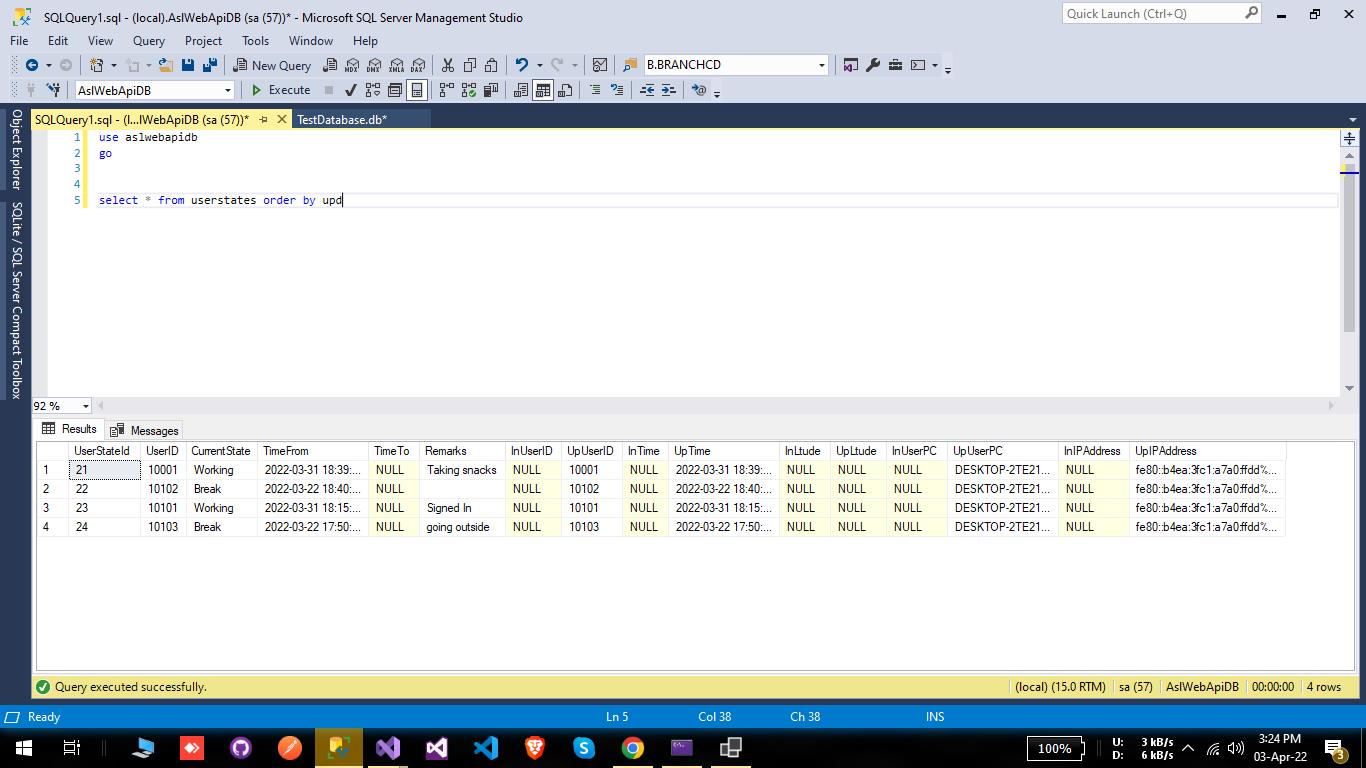 SQLQuery1.sql - (local).AslWebApiDB (sa (57))* - Microsoft SQL Server Management Studio
Quick Launch (Ctrl+Q)
File Edit View Query Project Tools Window Help
New Query MDX DMX XMLA DAX B.BRANCHCD
AslWebApiDB Execute
SQLQuery1.sql - (l...lWebApiDB (sa (57))* TestDatabase.db*
Object Explorer
SQLite / SQL Server Compact Toolbox
1 use aslwebapidb
2 go
3
4
5 select * from userstates order by upd
92 %
Results Messages
UserStateId UserID CurrentState TimeFrom TimeTo Remarks InUserID UpUserID InTime UpTime InLtude UpLtude InUserPC UpUserPC InIPAddress UpIPAddress
1 21 10001 Working 2022-03-31 18:39:... NULL Taking snacks NULL 10001 NULL 2022-03-31 18:39:... NULL NULL NULL DESKTOP-2TE21... NULL fe80::b4ea:3fc1:a7a0:ffdd%...
2 22 10102 Break 2022-03-22 18:40:... NULL NULL 10102 NULL 2022-03-22 18:40:... NULL NULL NULL DESKTOP-2TE21... NULL fe80::b4ea:3fc1:a7a0:ffdd%...
3 23 10101 Working 2022-03-31 18:15:... NULL Signed In NULL 10101 NULL 2022-03-31 18:15:... NULL NULL NULL DESKTOP-2TE21... NULL fe80::b4ea:3fc1:a7a0:ffdd%...
4 24 10103 Break 2022-03-22 17:50:... NULL going outside NULL 10103 NULL 2022-03-22 17:50:... NULL NULL NULL DESKTOP-2TE21... NULL fe80::b4ea:3fc1:a7a0:ffdd%...
Query executed successfully. (local) (15.0 RTM) sa (57) AslWebApiDB 00:00:00 4 rows
Ready Ln 5 Col 38 Ch 38 INS
100% U: 3 kB/s 3:24 PM
D: 6 kB/s 03-Apr-22 3